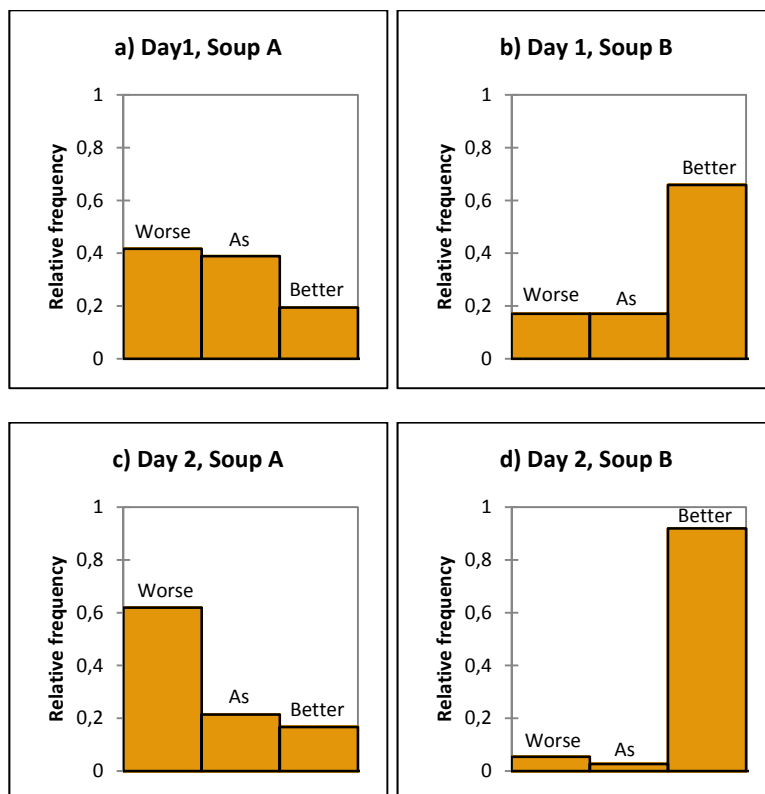 a) Day1, Soup A
Relative frequency
1
0,8
0,6
0,4
0,2
0
Worse
As
Better
b) Day 1, Soup B
Relative frequency
1
0,8
0,6
0,4
0,2
0
Worse
As
Better
c) Day 2, Soup A
Relative frequency
1
0,8
0,6
0,4
0,2
0
Worse
As
Better
d) Day 2, Soup B
Relative frequency
1
0,8
0,6
0,4
0,2
0
Worse
As
Better